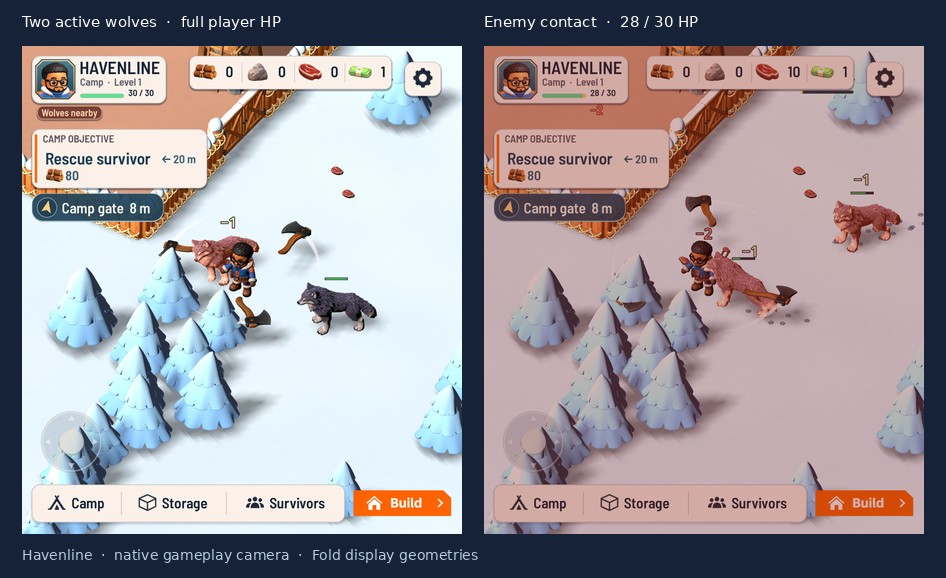 Two active wolves · full player HP
HAVENLINE
Camp · Level 1
30 / 30
0
0
0
1
Wolves nearby
CAMP OBJECTIVE
Rescue survivor ← 20 m
80
Camp gate 8 m
−1
Camp
Storage
Survivors
Build
Enemy contact · 28 / 30 HP
HAVENLINE
Camp · Level 1
28 / 30
−2
0
0
10
1
CAMP OBJECTIVE
Rescue survivor ← 20 m
80
Camp gate 8 m
−1
−2
−1
Camp
Storage
Survivors
Build
Havenline · native gameplay camera · Fold display geometries